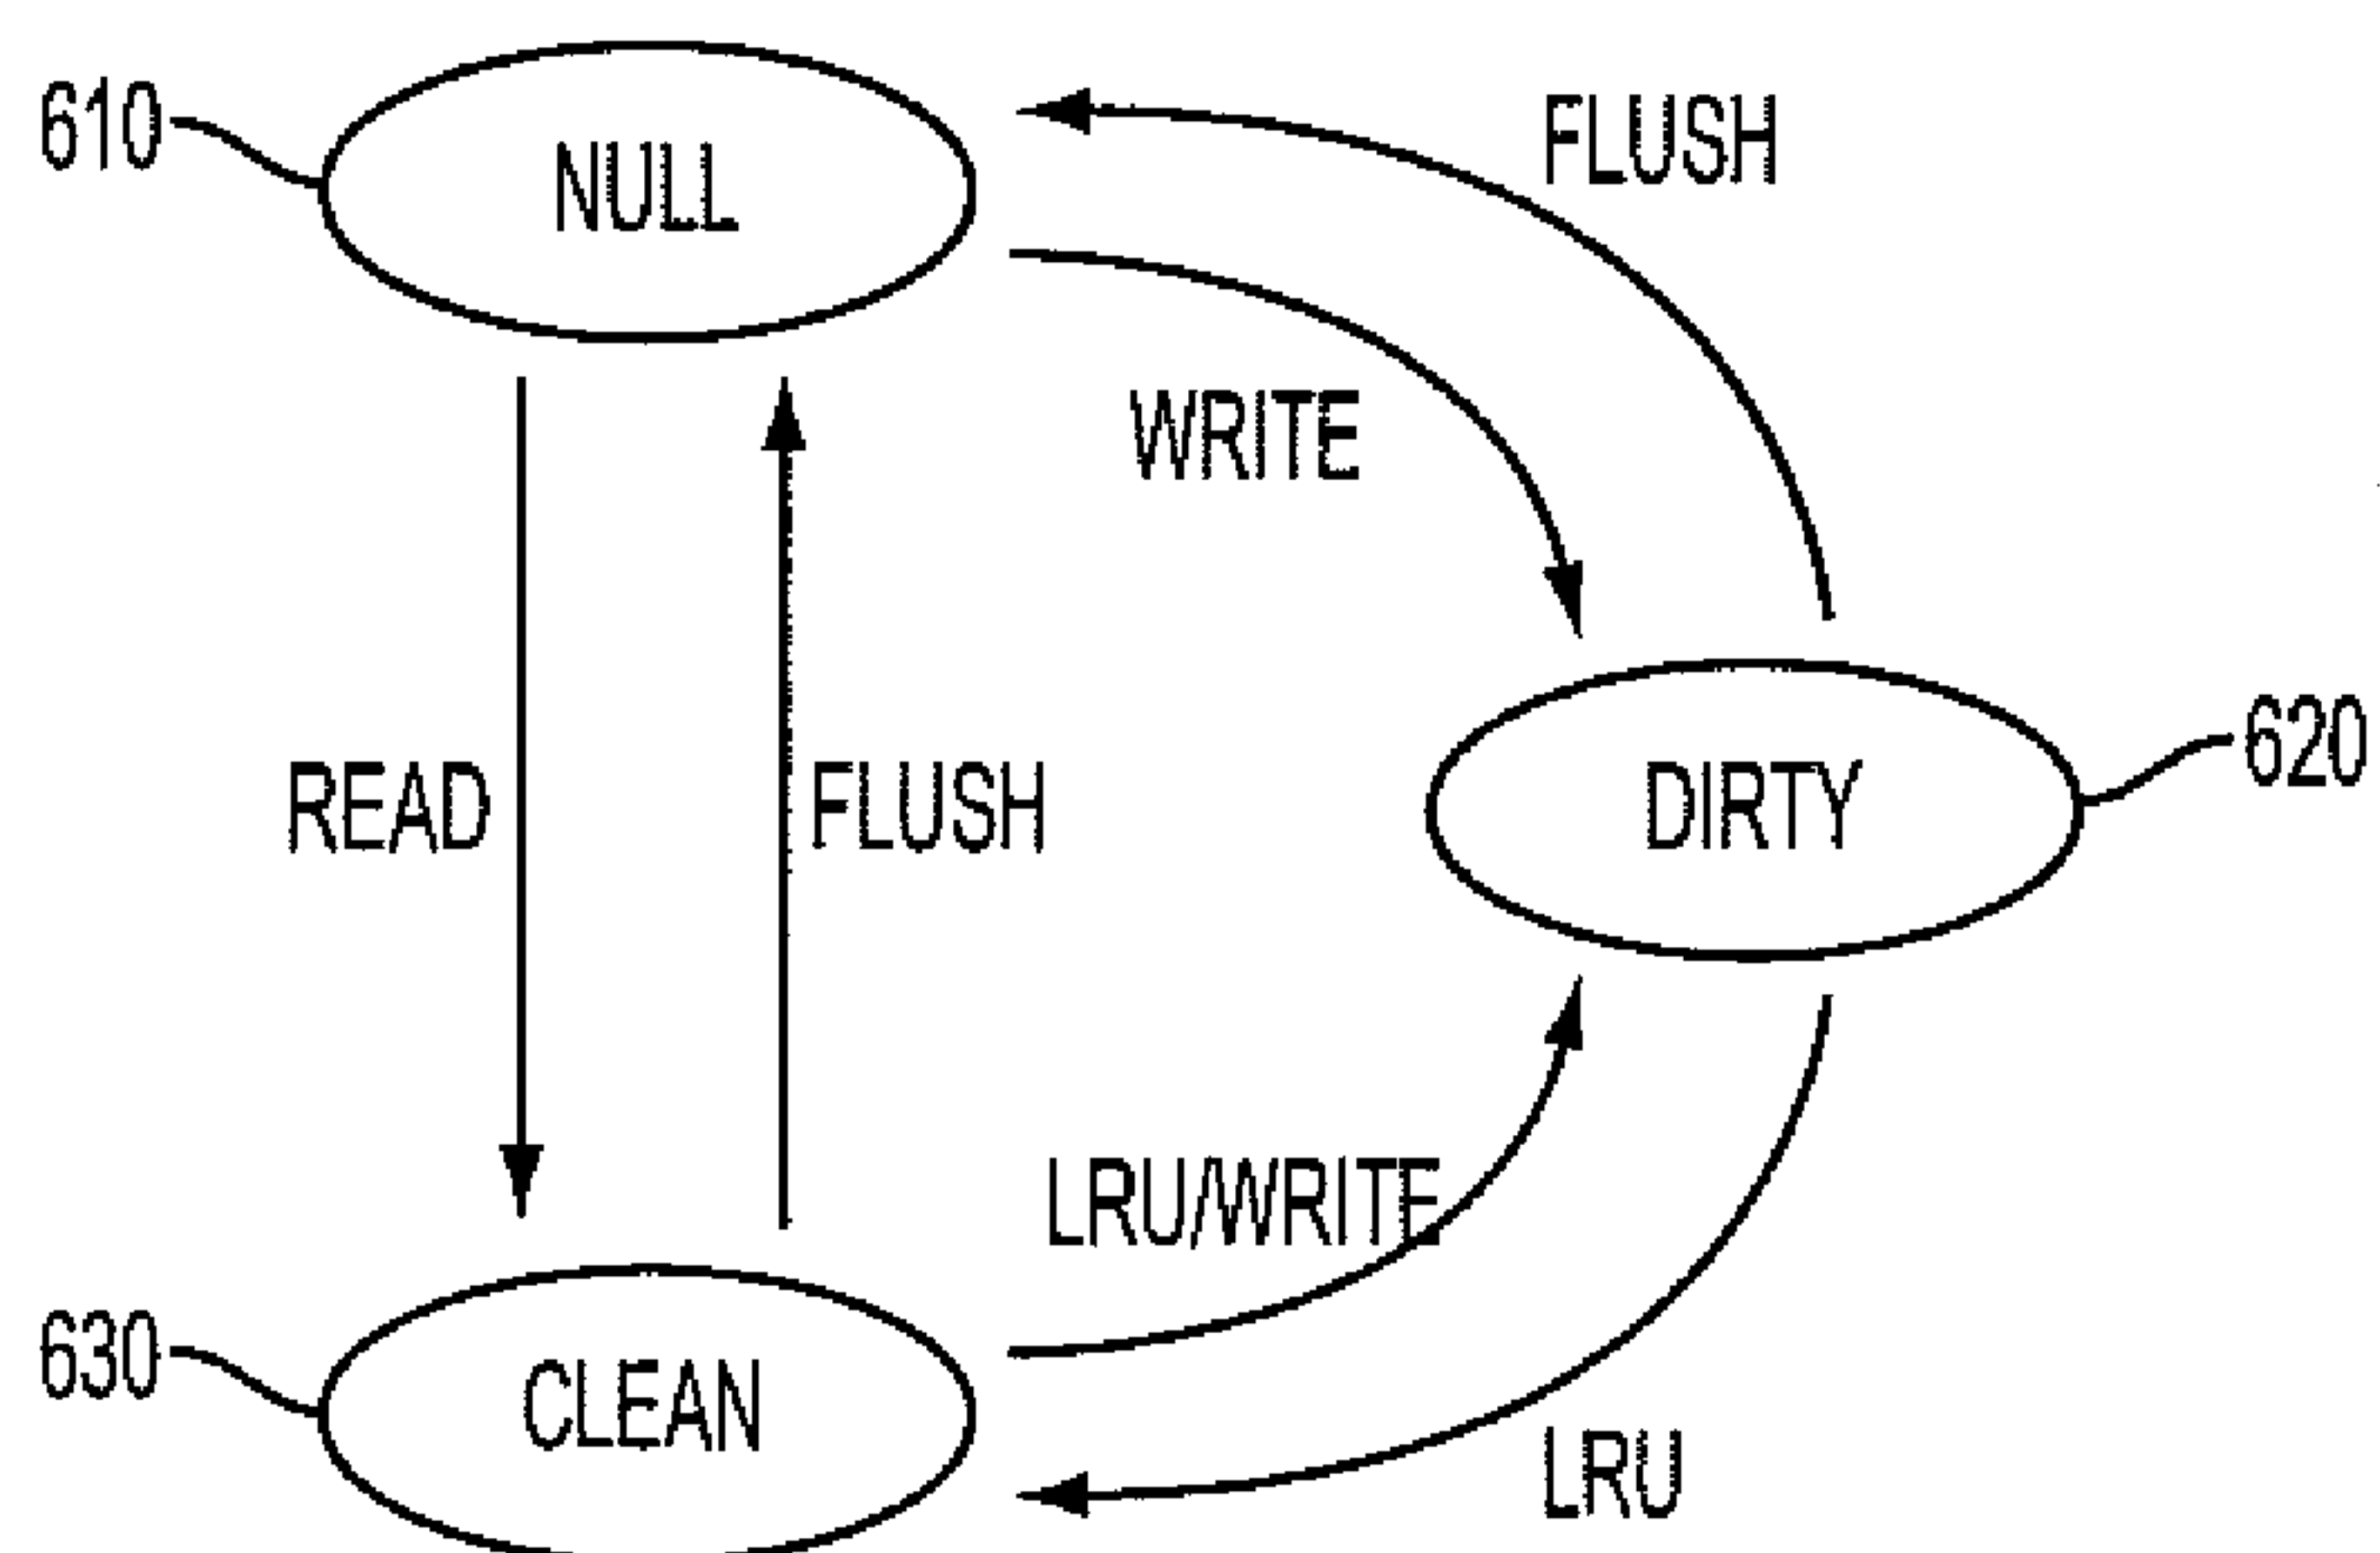 610
NULL
FLUSH
WRITE
READ
FLUSH
DIRTY
620
LRU/WRITE
630
CLEAN
LRU